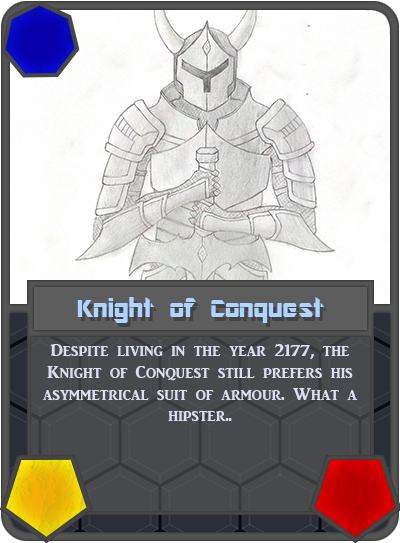 Knight of Conquest
Despite living in the year 2177, the
Knight of Conquest still prefers his
asymmetrical suit of armour. What a
hipster..